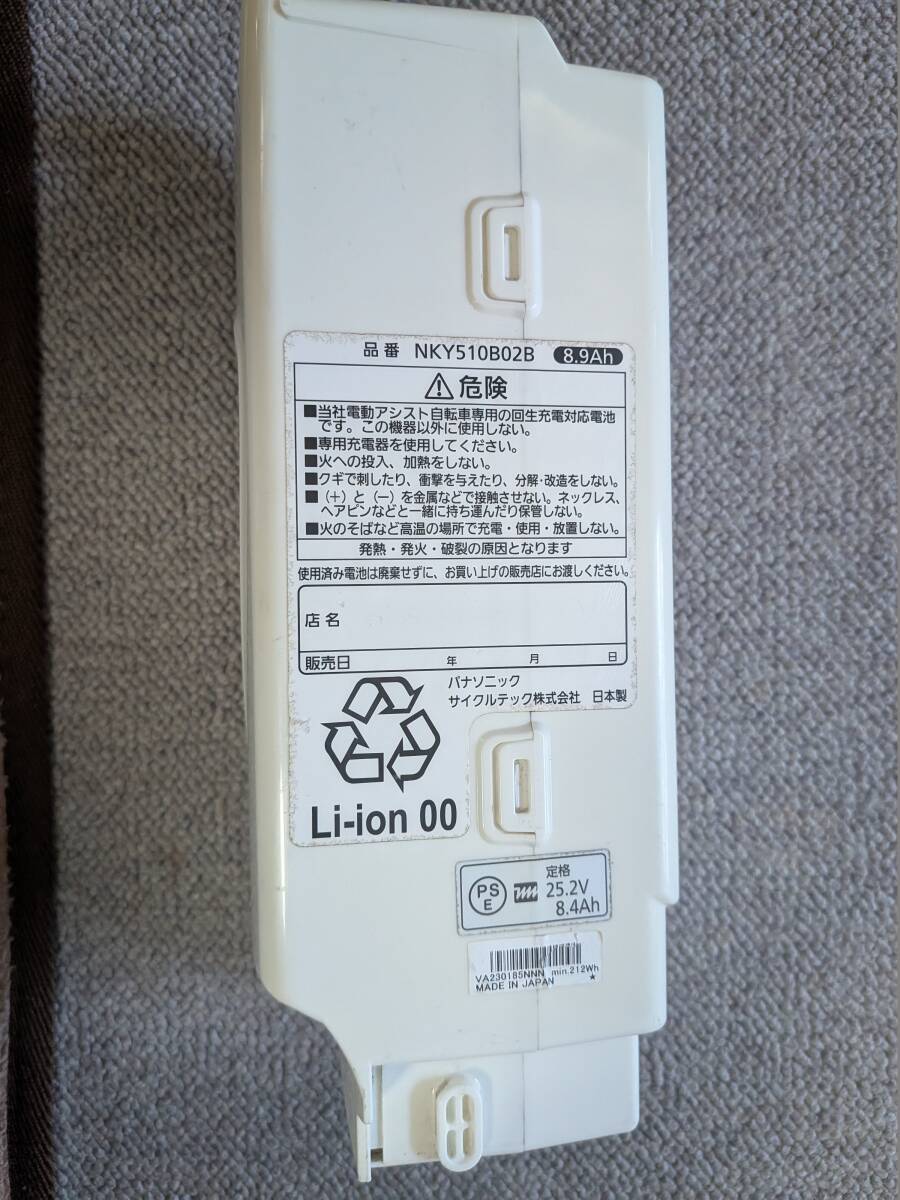 品番 NKY510B02B 8.9Ah
危険
■当社電動アシスト自転車専用の回生充電対応電池
です。この機器以外に使用しない。
■専用充電器を使用してください。
■火への投入、加熱をしない。
■クギで刺したり、衝撃を与えたり、分解・改造をしない。
■(+)と(−)を金属などで接触させない。ネックレス、
ヘアピンなどと一緒に持ち運んだり保管しない。
■火のそばなど高温の場所で充電・使用・放置しない。
発熱・発火・破裂の原因となります
使用済み電池は廃棄せずに、お買い上げの販売店にお渡しください。
店名
販売日 年 月 日
パナソニック
サイクルテック株式会社 日本製
Li-ion 00
PS
E
定格
25.2V
8.4Ah
VA230185NNN min.212Wh
MADE IN JAPAN ★